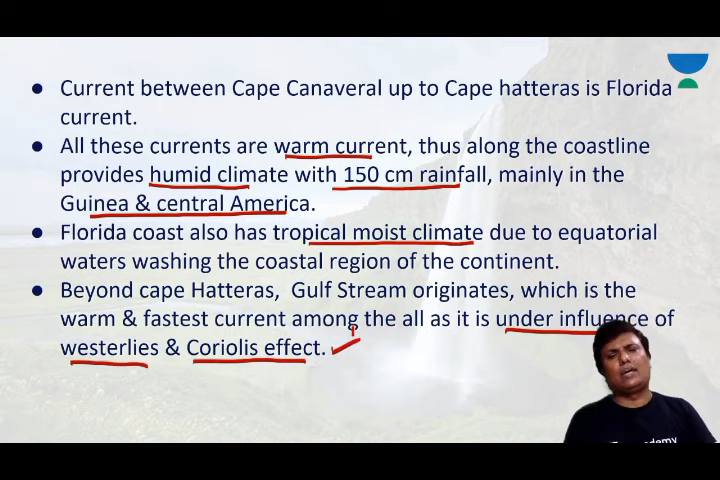 Current between Cape Canaveral up to Cape hatteras is Florida
current.
All these currents are warm current, thus along the coastline
provides humid climate with 150 cm rainfall, mainly in the
Guinea & central America.
Florida coast also has tropical moist climate due to equatorial
waters washing the coastal region of the continent.
Beyond cape Hatteras, Gulf Stream originates, which is the
warm & fastest current among the all as it is under influence of
westerlies & Coriolis effect.